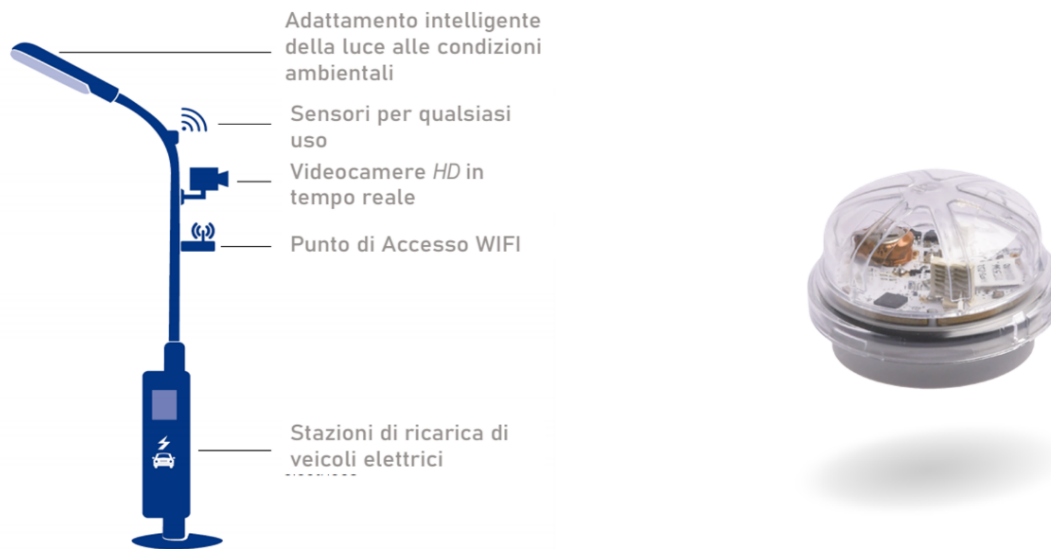 Adattamento intelligente
della luce alle condizioni
ambientali
Sensori per qualsiasi
uso
Videocamere HD in
tempo reale
Punto di Accesso WIFI
Stazioni di ricarica di
veicoli elettrici